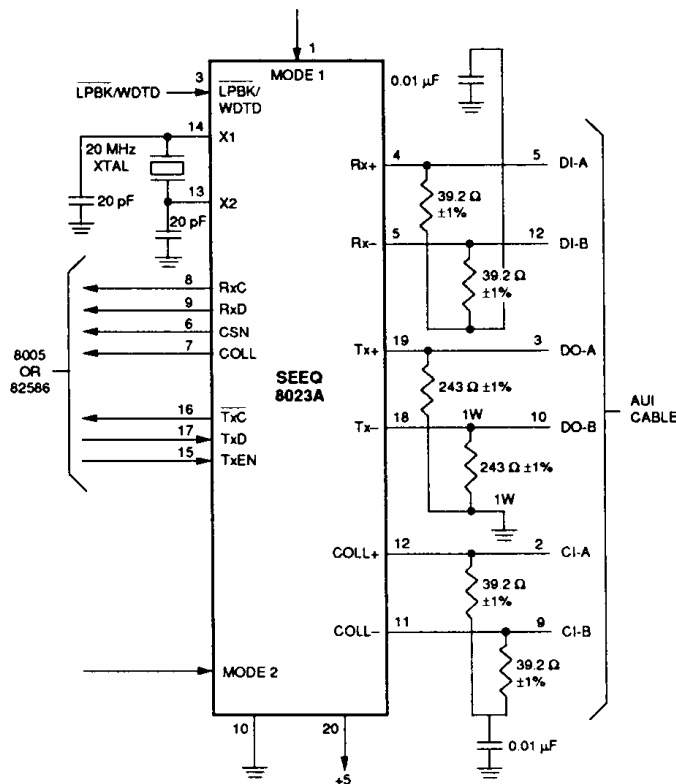 1
MODE 1
0.01 µF
3
LPBK/WDTD
LPBK/
WDTD
14
X1
20 MHz
XTAL
13
X2
20 pF
20 pF
Rx+
4
5
DI-A
39.2 Ω
±1%
Rx–
5
12
DI-B
39.2 Ω
±1%
8
RxC
9
RxD
6
CSN
7
COLL
8005
OR
82586
SEEQ
8023A
Tx+
19
3
DO-A
243 Ω ±1%
1W
Tx–
18
10
DO-B
243 Ω ±1%
1W
AUI
CABLE
16
TxC
17
TxD
15
TxEN
COLL+
12
2
CI-A
39.2 Ω
±1%
COLL–
11
9
CI-B
39.2 Ω
±1%
MODE 2
10
20
+5
0.01 µF